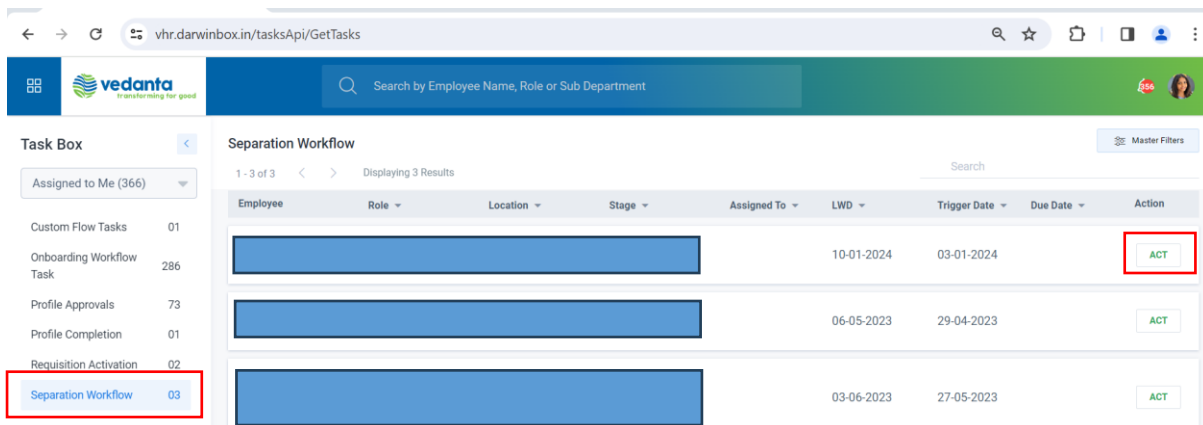 vhr.darwinbox.in/tasksApi/GetTasks
vedanta
transforming for good
Search by Employee Name, Role or Sub Department
356
Task Box
Separation Workflow
Master Filters
1 - 3 of 3 Displaying 3 Results
Search
Assigned to Me (366)
Employee Role Location Stage Assigned To LWD Trigger Date Due Date Action
Custom Flow Tasks 01
Onboarding Workflow
Task 286
Profile Approvals 73
Profile Completion 01
Requisition Activation 02
Separation Workflow 03
10-01-2024 03-01-2024 ACT
06-05-2023 29-04-2023 ACT
03-06-2023 27-05-2023 ACT